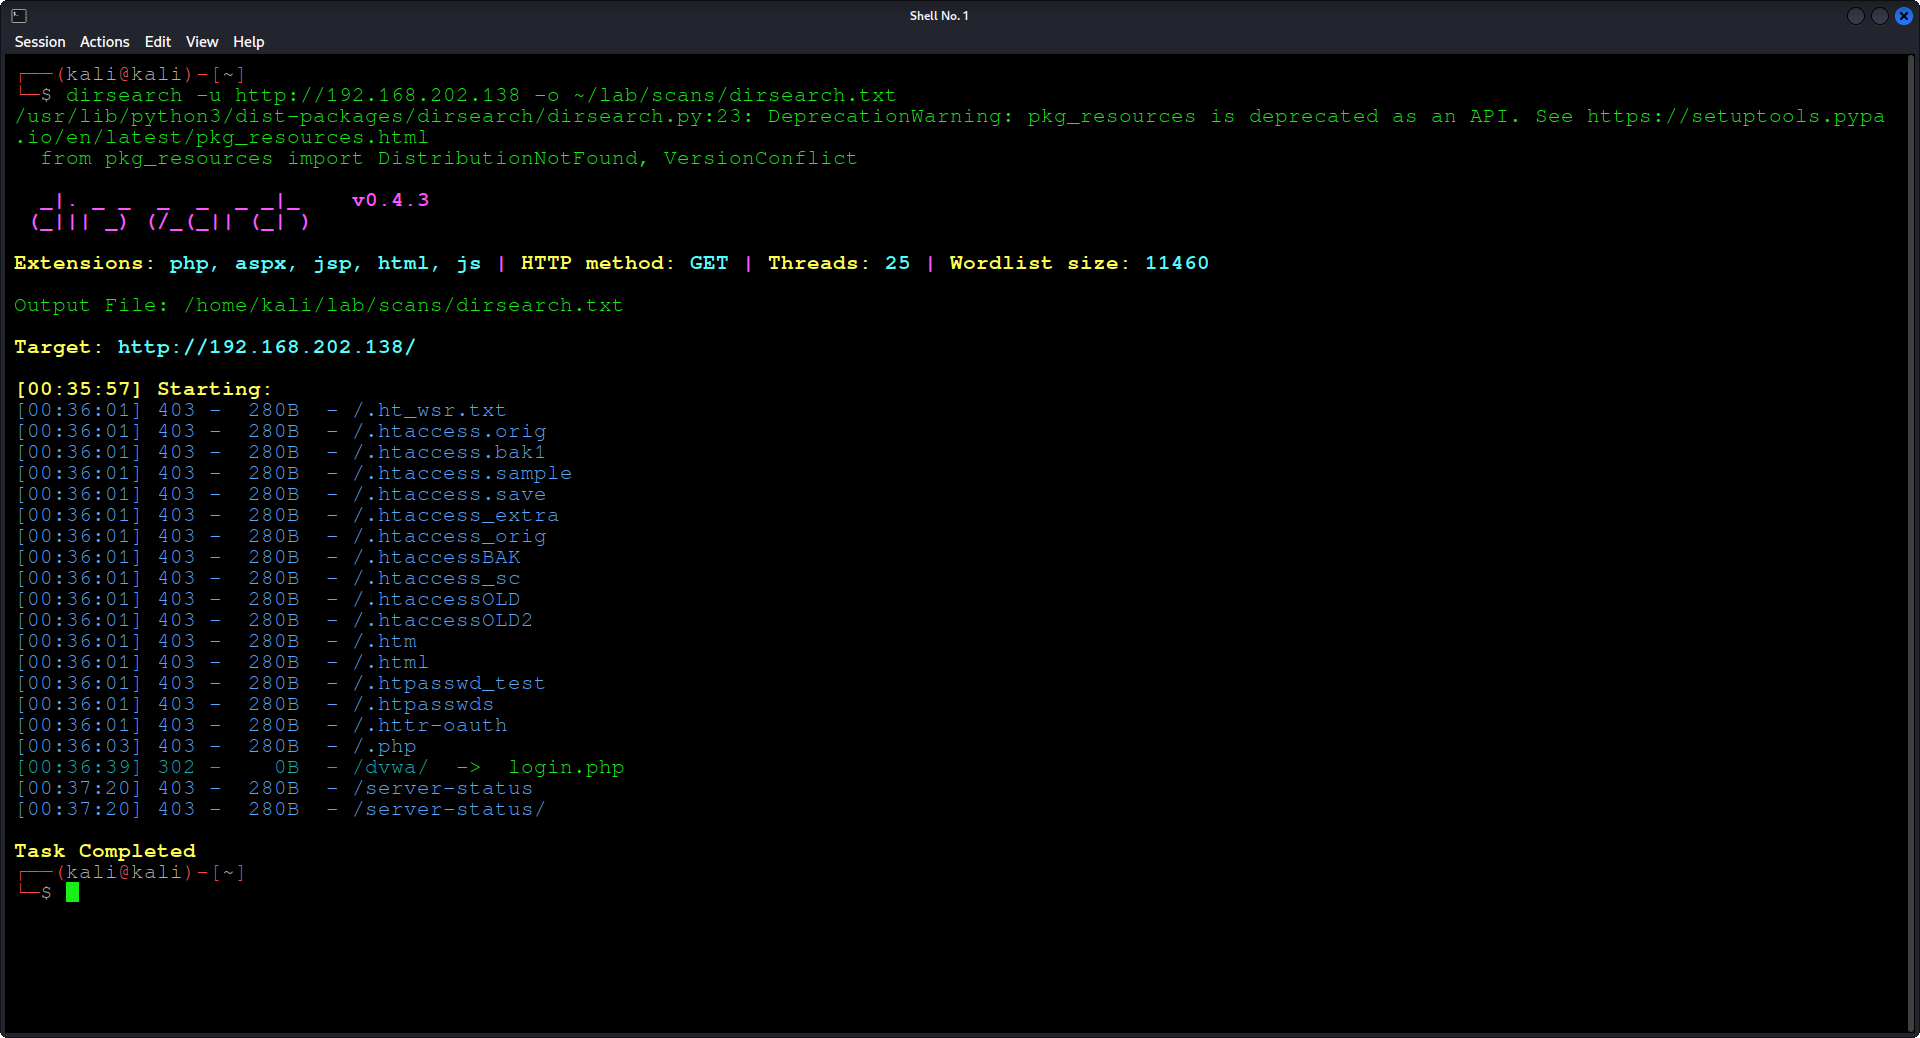 Shell No. 1
Session Actions Edit View Help
┌──(kali@kali)-[~]
└─$ dirsearch -u http://192.168.202.138 -o ~/lab/scans/dirsearch.txt
/usr/lib/python3/dist-packages/dirsearch/dirsearch.py:23: DeprecationWarning: pkg_resources is deprecated as an API. See https://setuptools.pypa
.io/en/latest/pkg_resources.html
  from pkg_resources import DistributionNotFound, VersionConflict
  _|. _ _  _  _  _ _|_    v0.4.3
 (_||| _) (/_(_|| (_| )
Extensions: php, aspx, jsp, html, js | HTTP method: GET | Threads: 25 | Wordlist size: 11460
Output File: /home/kali/lab/scans/dirsearch.txt
Target: http://192.168.202.138/
[00:35:57] Starting:
[00:36:01] 403 -  280B  - /.ht_wsr.txt
[00:36:01] 403 -  280B  - /.htaccess.orig
[00:36:01] 403 -  280B  - /.htaccess.bak1
[00:36:01] 403 -  280B  - /.htaccess.sample
[00:36:01] 403 -  280B  - /.htaccess.save
[00:36:01] 403 -  280B  - /.htaccess_extra
[00:36:01] 403 -  280B  - /.htaccess_orig
[00:36:01] 403 -  280B  - /.htaccessBAK
[00:36:01] 403 -  280B  - /.htaccess_sc
[00:36:01] 403 -  280B  - /.htaccessOLD
[00:36:01] 403 -  280B  - /.htaccessOLD2
[00:36:01] 403 -  280B  - /.htm
[00:36:01] 403 -  280B  - /.html
[00:36:01] 403 -  280B  - /.htpasswd_test
[00:36:01] 403 -  280B  - /.htpasswds
[00:36:01] 403 -  280B  - /.httr-oauth
[00:36:03] 403 -  280B  - /.php
[00:36:39] 302 -    0B  - /dvwa/  ->  login.php
[00:37:20] 403 -  280B  - /server-status
[00:37:20] 403 -  280B  - /server-status/
Task Completed
┌──(kali@kali)-[~]
└─$